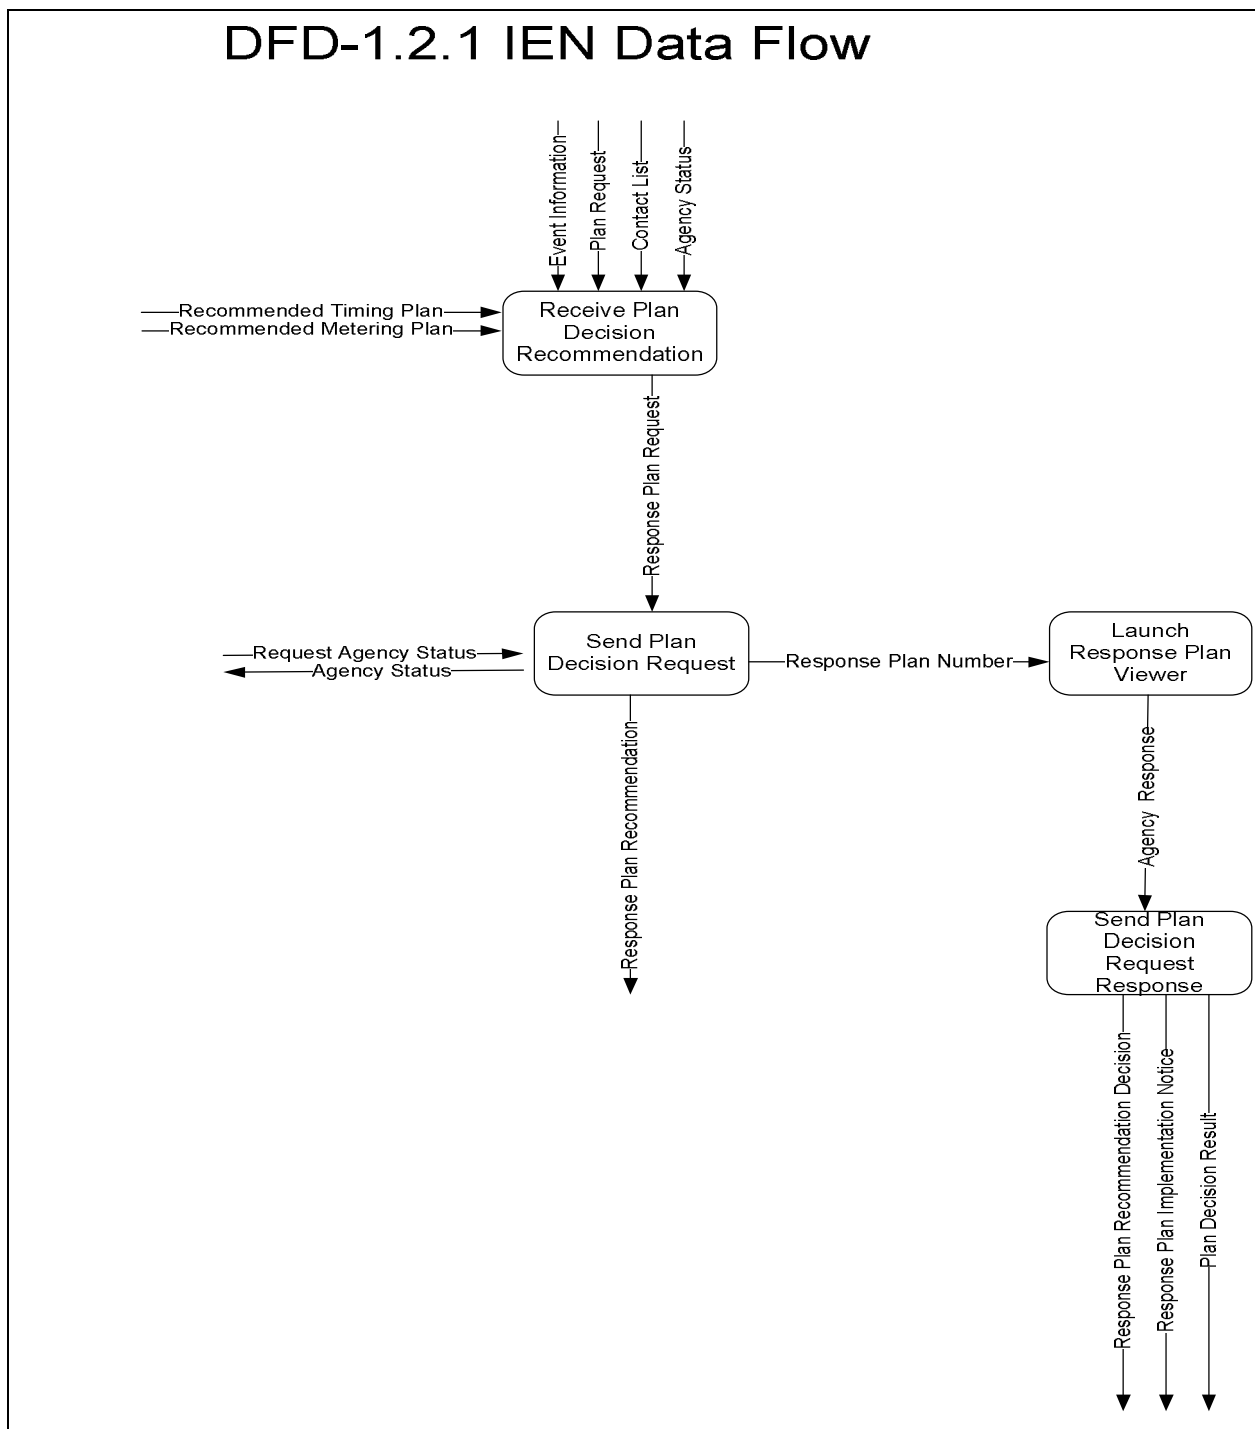 DFD-1.2.1 IEN Data Flow
Event Information
Plan Request
Contact List
Agency Status
Recommended Timing Plan
Recommended Metering Plan
Receive Plan
Decision
Recommendation
Response Plan Request
Request Agency Status
Agency Status
Send Plan
Decision Request
Response Plan Number
Launch
Response Plan
Viewer
Response Plan Recommendation
Agency Response
Send Plan
Decision
Request
Response
Response Plan Recommendation Decision
Response Plan Implementation Notice
Plan Decision Result